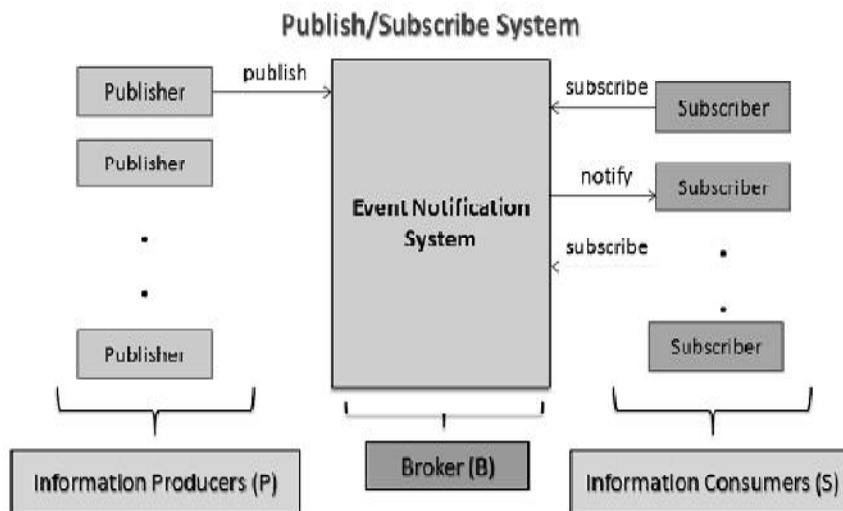 Publish/Subscribe System
Publisher
publish
subscribe
Subscriber
Publisher
notify
Subscriber
Event Notification
System
subscribe
Publisher
Subscriber
Information Producers (P)
Broker (B)
Information Consumers (S)